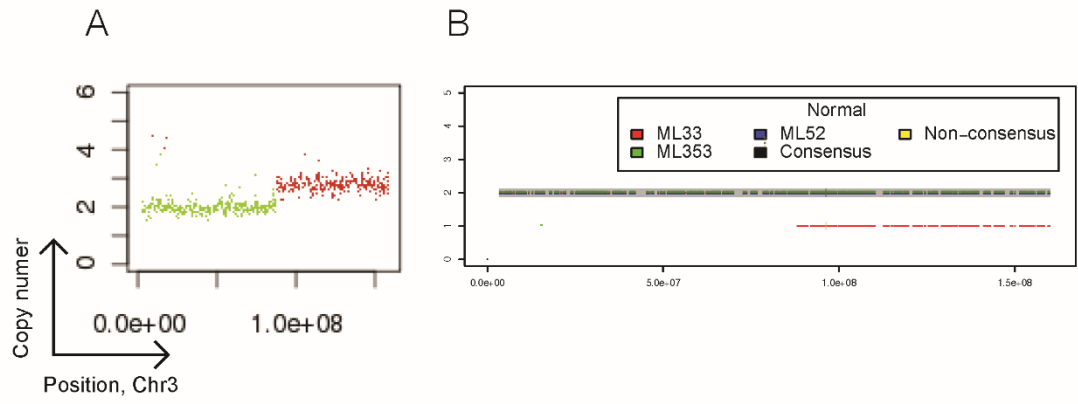 A
B
6
4
2
0
0.0e+00 1.0e+08
Copy numer
Position, Chr3
5
4
3
2
1
0
Normal
ML33 ML52 Non-consensus
ML353 Consensus
0.0e+00 5.0e-07 1.0e-08 1.5e-08